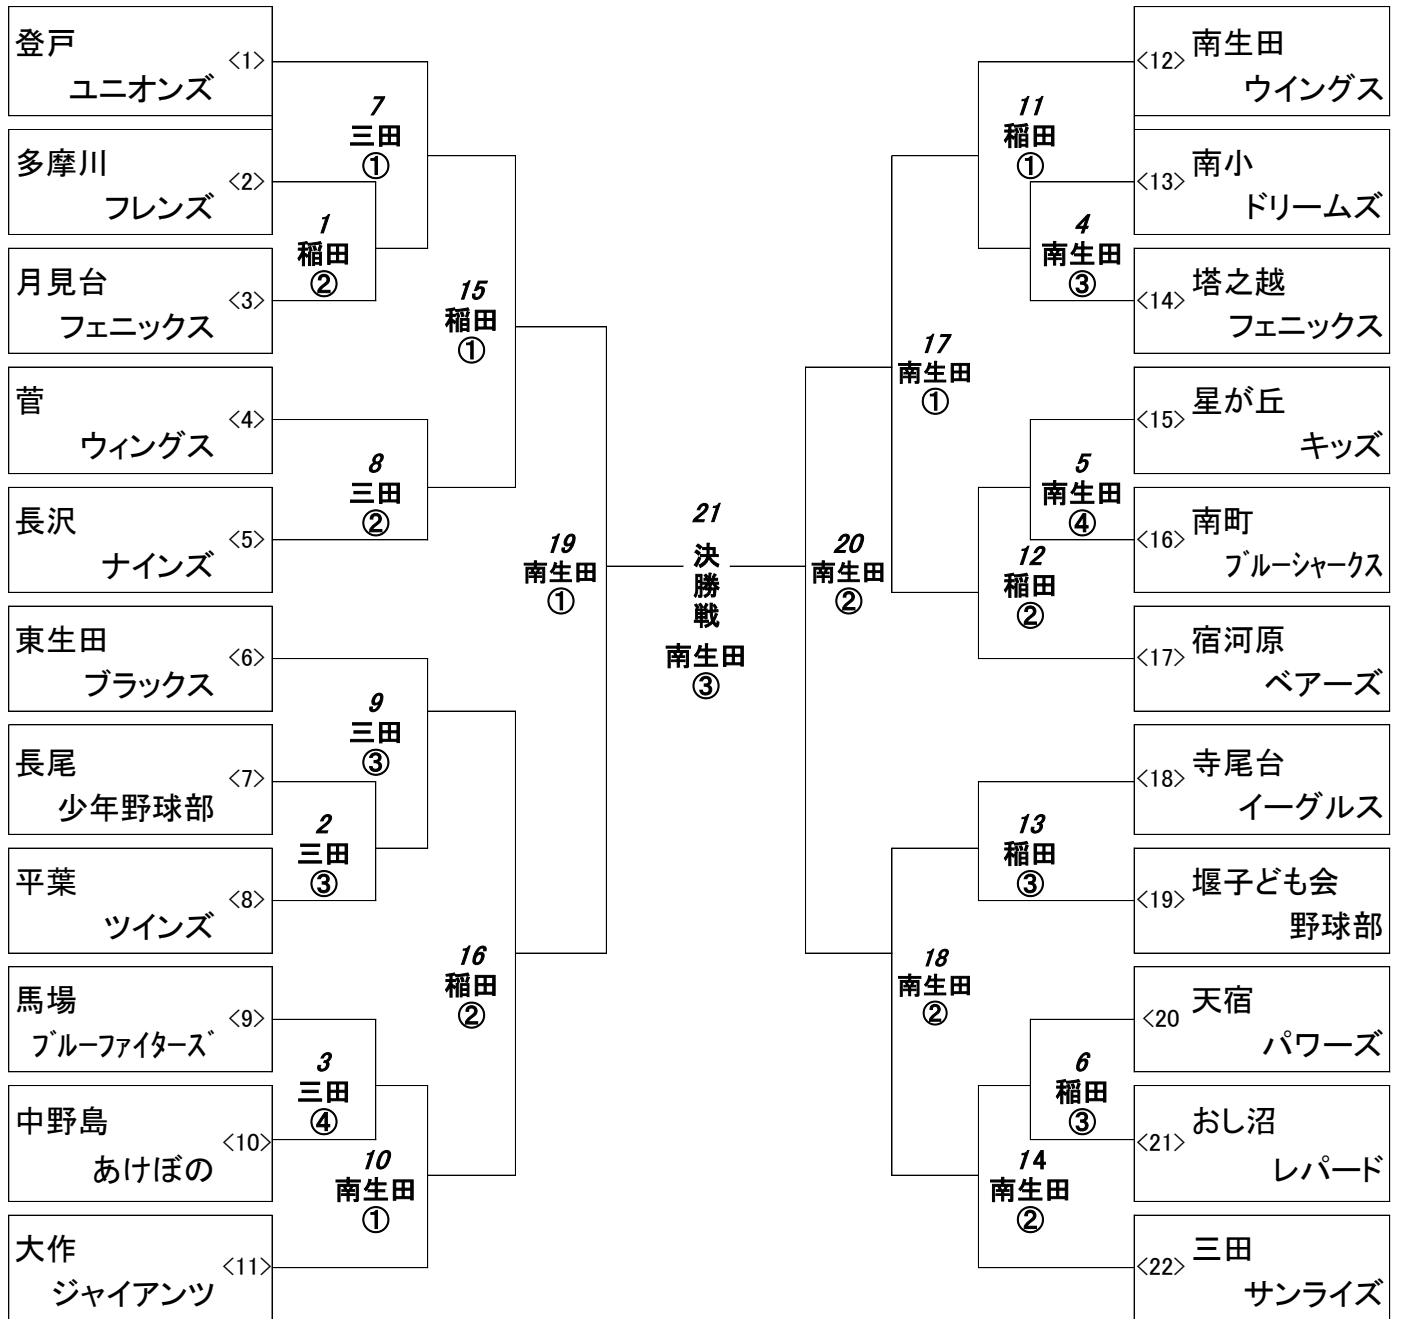 登戸
ユニオンズ
<1>
多摩川
フレンズ
<2>
月見台
フェニックス
<3>
菅
ウィングス
<4>
長沢
ナインズ
<5>
東生田
ブラックス
<6>
長尾
少年野球部
<7>
平葉
ツインズ
<8>
馬場
ブルーファイターズ
<9>
中野島
あけぼの
<10>
大作
ジャイアンツ
<11>
7
三田
①
1
稲田
②
8
三田
②
9
三田
③
2
三田
③
3
三田
④
10
南生田
①
15
稲田
①
16
稲田
②
19
南生田
①
21
決
勝
戦
南生田
③
20
南生田
②
17
南生田
①
18
南生田
②
11
稲田
①
4
南生田
③
5
南生田
④
12
稲田
②
13
稲田
③
6
稲田
③
14
南生田
②
<12>
南生田
ウイングス
<13>
南小
ドリームズ
<14>
塔之越
フェニックス
<15>
星が丘
キッズ
<16>
南町
ブルーシャークス
<17>
宿河原
ベアーズ
<18>
寺尾台
イーグルス
<19>
堰子ども会
野球部
<20
天宿
パワーズ
<21>
おし沼
レパード
<22>
三田
サンライズ